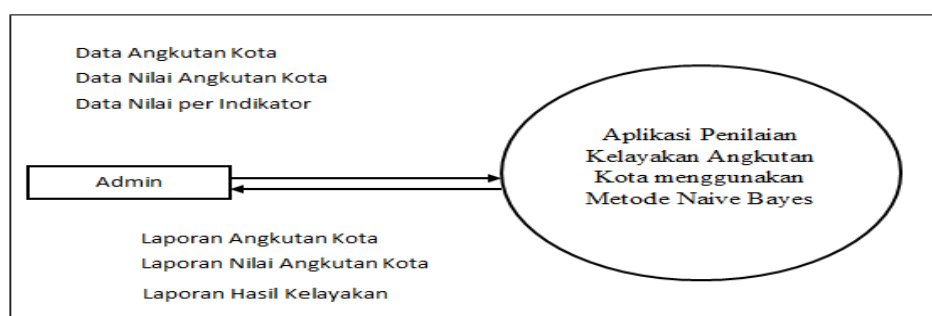 Data Angkutan Kota
Data Nilai Angkutan Kota
Data Nilai per Indikator
Admin
Aplikasi Penilaian
Kelayakan Angkutan
Kota menggunakan
Metode Naive Bayes
Laporan Angkutan Kota
Laporan Nilai Angkutan Kota
Laporan Hasil Kelayakan